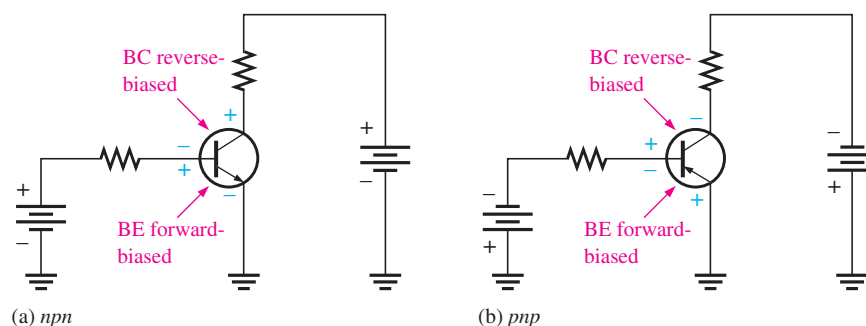 BC reverse-
biased
+
–
+
–
+
–
+
–
BE forward-
biased
(a) npn
BC reverse-
biased
–
+
–
+
–
+
–
+
BE forward-
biased
(b) pnp